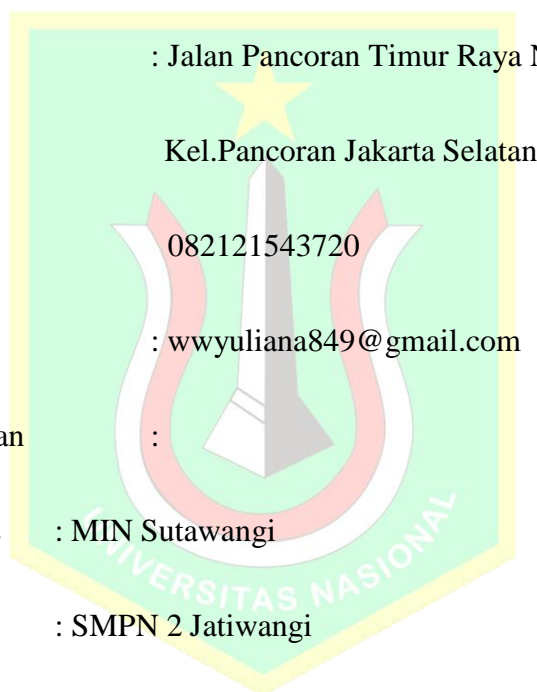 : Jalan Pancoran Timur Raya
Kel.Pancoran Jakarta Selatan
082121543720
: wwyuliana849@gmail.com
an :
: MIN Sutawangi
: SMPN 2 Jatiwangi
UNIVERSITAS NASIONAL